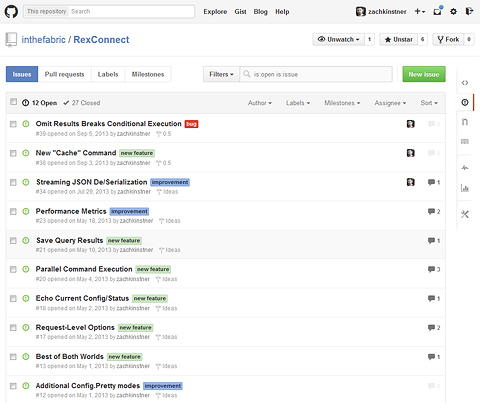 This repository Search Explore Gist Blog Help zachkinstner
inthefabric / RexConnect Unwatch 1 Unstar 6 Fork 0
Issues Pull requests Labels Milestones Filters is:open is:issue New issue
12 Open 27 Closed Author Labels Milestones Assignee Sort
Omit Results Breaks Conditional Execution bug
#39 opened on Sep 5, 2013 by zachkinstner 0.5
New "Cache" Command new feature
#38 opened on Sep 3, 2013 by zachkinstner 0.5
Streaming JSON De/Serialization improvement 1
#34 opened on Jul 29, 2013 by zachkinstner Ideas
Performance Metrics improvement 2
#23 opened on May 18, 2013 by zachkinstner Ideas
Save Query Results new feature 1
#21 opened on May 10, 2013 by zachkinstner Ideas
Parallel Command Execution new feature 3
#20 opened on May 4, 2013 by zachkinstner Ideas
Echo Current Config/Status new feature 1
#18 opened on May 2, 2013 by zachkinstner Ideas
Request-Level Options new feature 2
#17 opened on May 2, 2013 by zachkinstner Ideas
Best of Both Worlds new feature 1
#13 opened on May 1, 2013 by zachkinstner Ideas
Additional Config.Pretty modes improvement
#12 opened on May 1, 2013 by zachkinstner Ideas